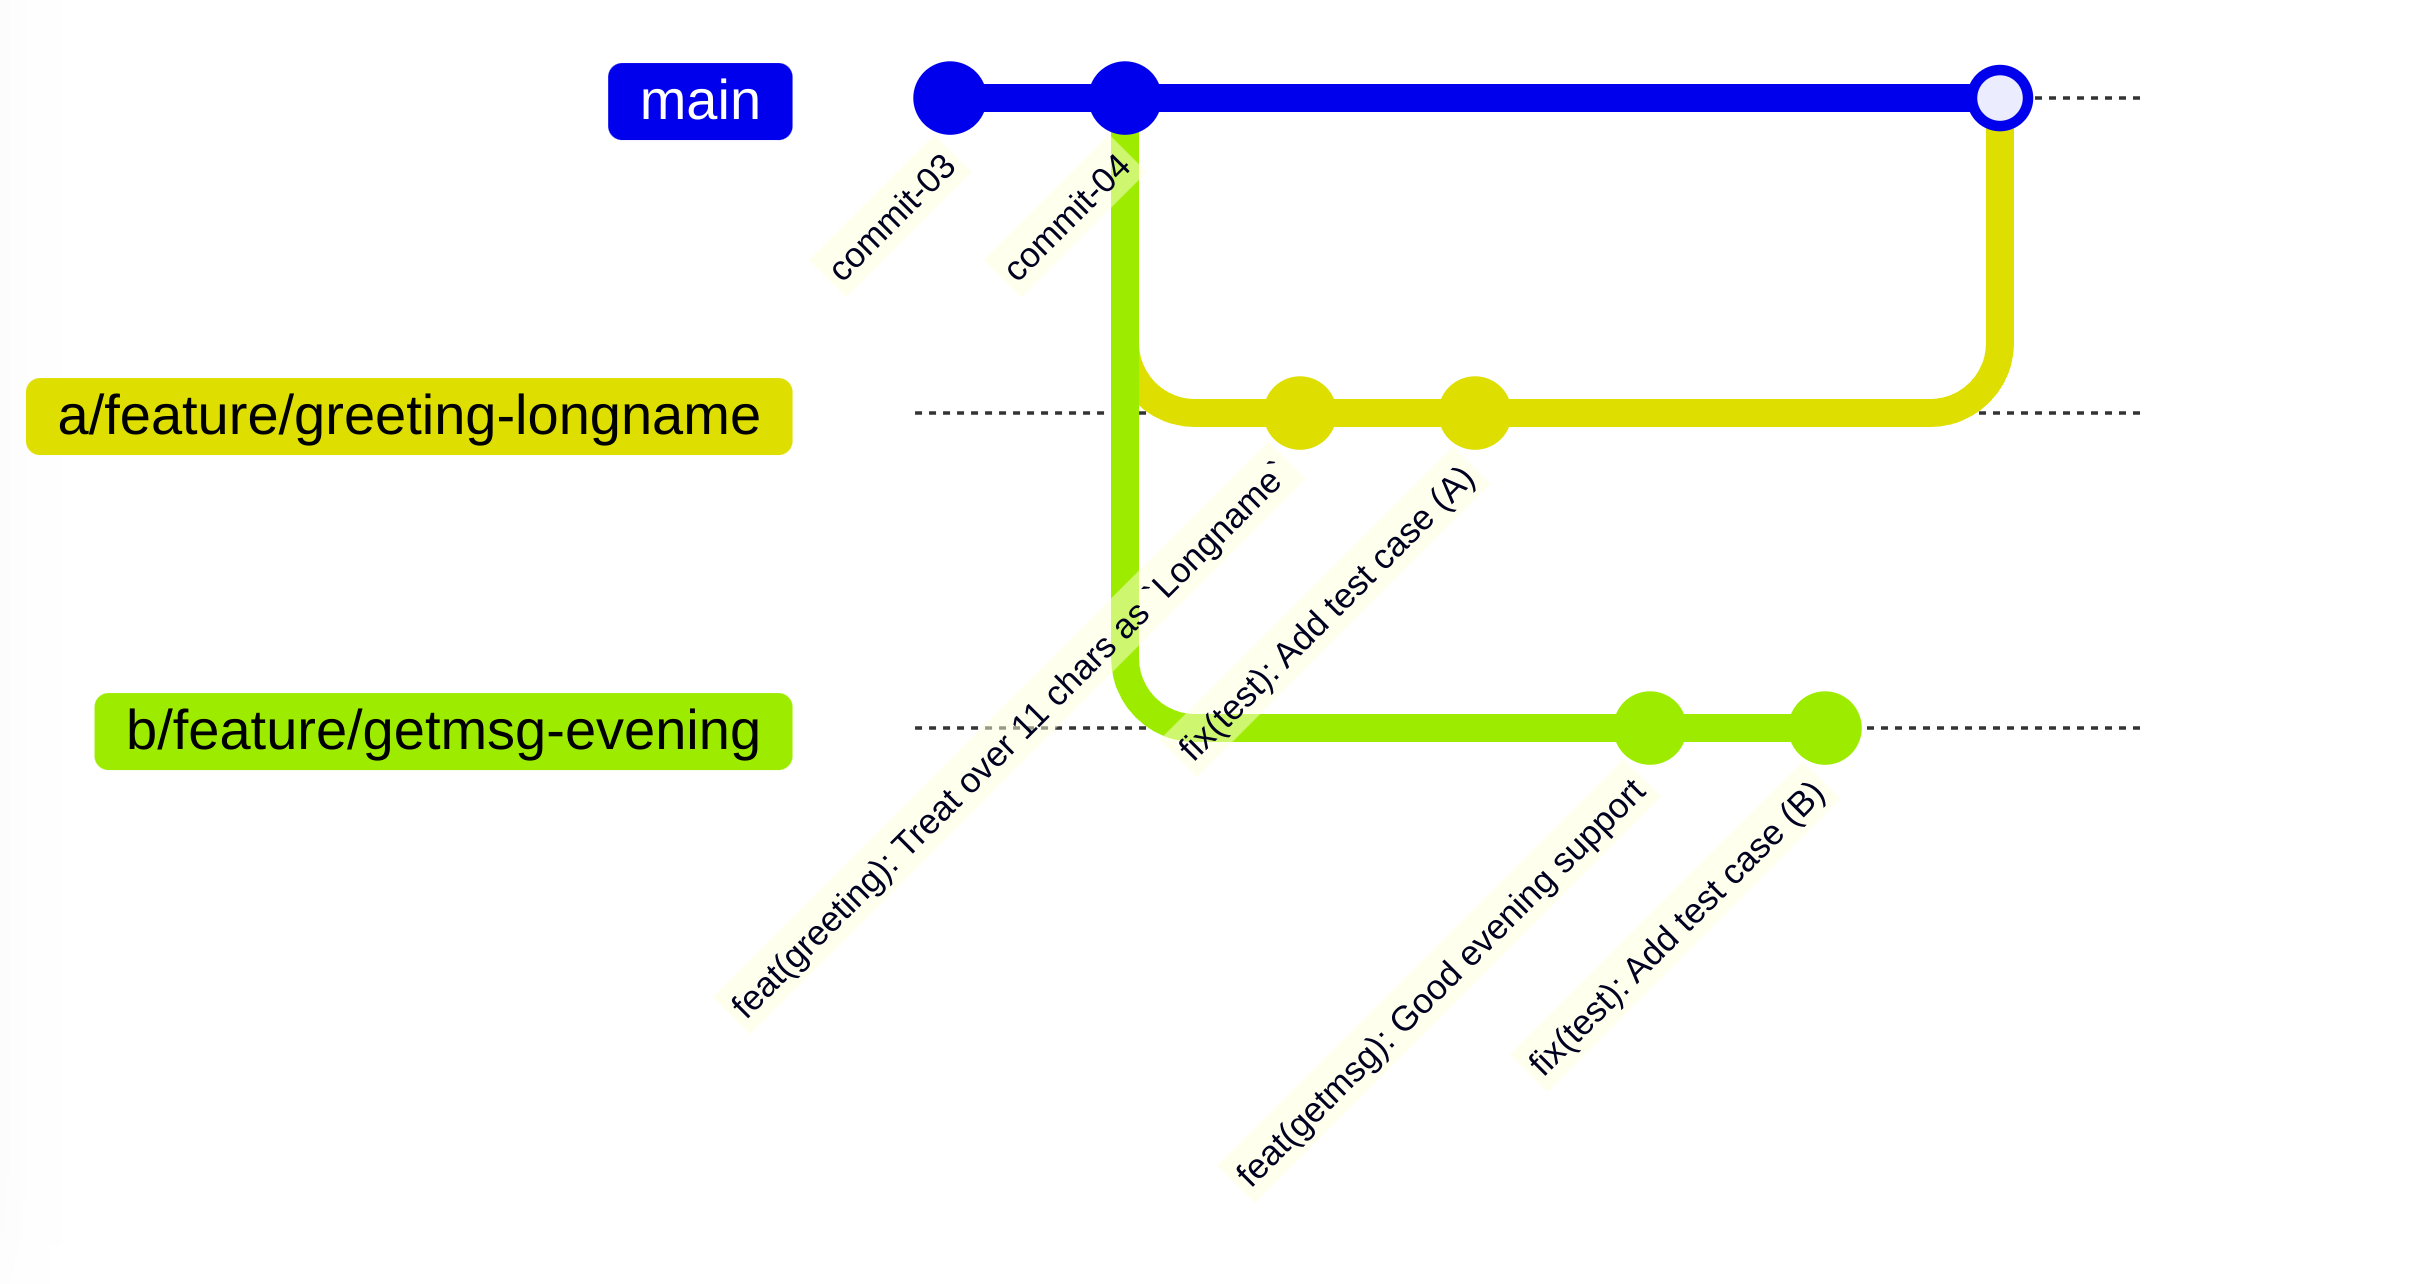 main
commit-03
commit-04
a/feature/greeting-longname
feat(greeting): Treat over 11 chars as `Longname`
fix(test): Add test case (A)
b/feature/getmsg-evening
feat(getmsg): Good evening support
fix(test): Add test case (B)